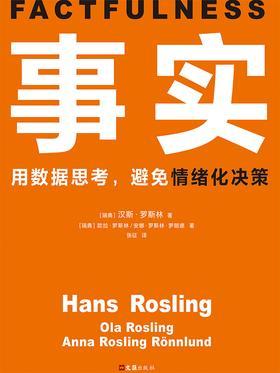 FACTFULNESS
事实
用数据思考，避免情绪化决策
[瑞典] 汉斯·罗斯林 著
[瑞典] 欧拉·罗斯林/安娜·罗斯林·罗朗德 著
张征 译
Hans Rosling
Ola Rosling
Anna Rosling Rönnlund
文汇出版社